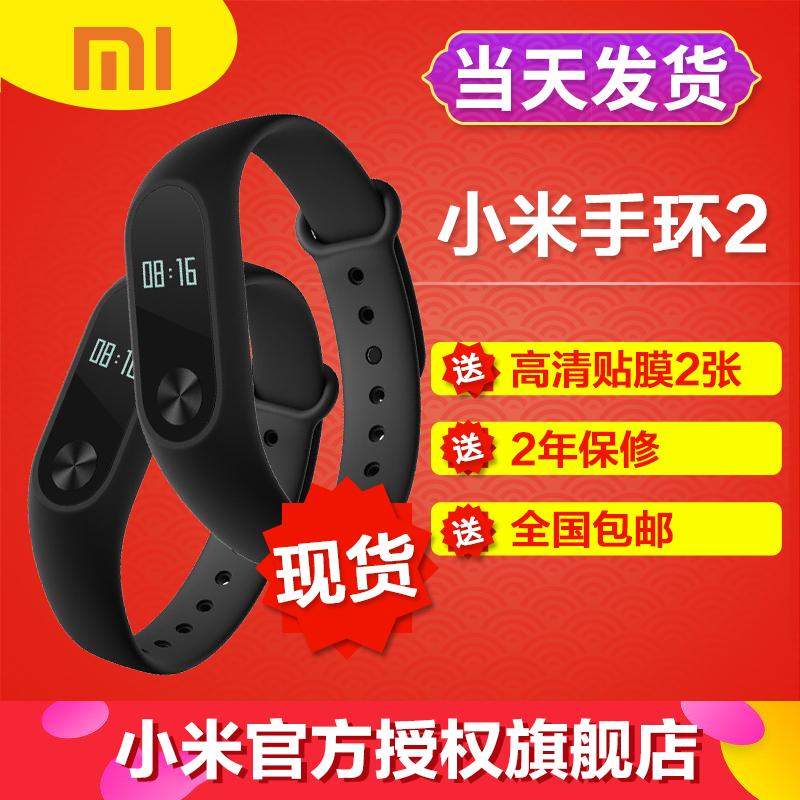 mi
当天发货
小米手环2
08:16
08:16
送 高清贴膜2张
送 2年保修
送 全国包邮
现货
小米官方授权旗舰店